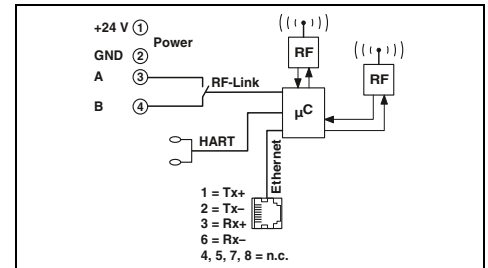 +24 V 1
Power
GND 2
A 3
B 4
RF-Link
RF
RF
µC
HART
Ethernet
1 = Tx+
2 = Tx–
3 = Rx+
6 = Rx–
4, 5, 7, 8 = n.c.